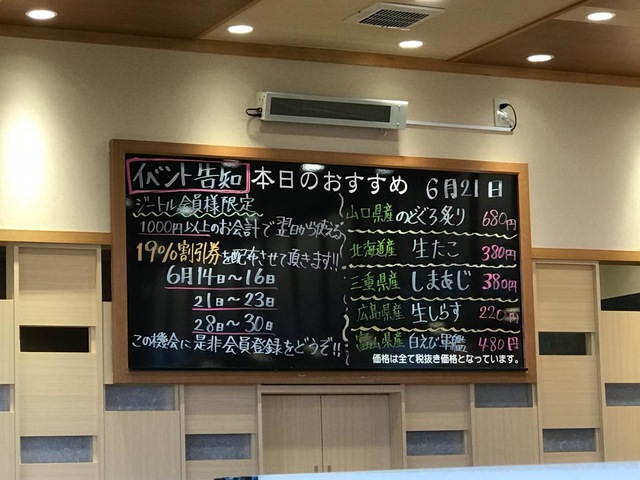 イベント告知
本日のおすすめ
6月21日
ジートル会員様限定
1000円以上のお会計で翌日から使える
19%割引券を配布させて頂きます!!
6月14日～16日
21日～23日
28日～30日
この機会に是非会員登録をどうぞ!!
山口県産 のどぐろ炙り 680円
北海道産 生たこ 380円
三重県産 しまあじ 380円
広島県産 生しらす 220円
富山県産 白えび軍艦 480円
価格は全て税抜き価格となっています。